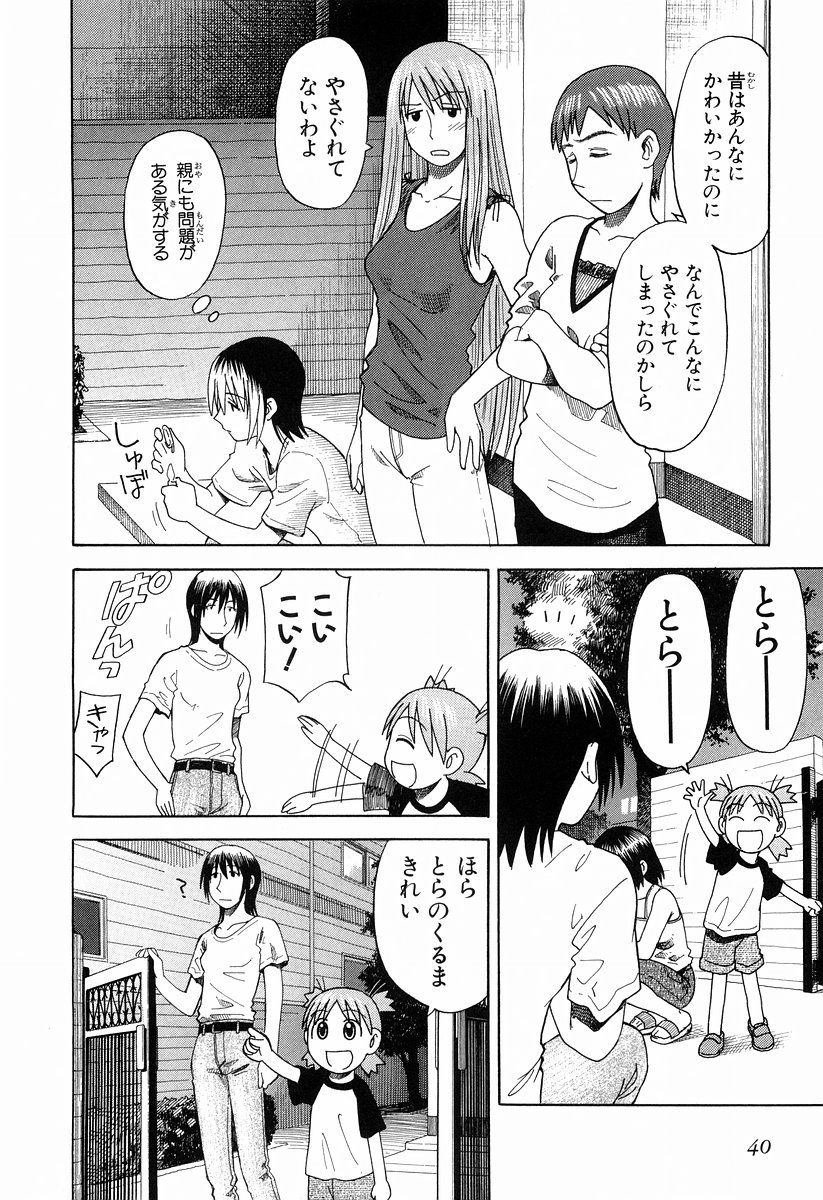 昔はあんなに
かわいかったのに
なんでこんなに
やさぐれて
しまったのかしら
やさぐれて
ないわよ
親にも問題が
ある気がする
しゅぼ
とらーー
とらーー
こい
こい!
ぱんっ
きゃっ
ほら
とらのくるま
きれい
?
40